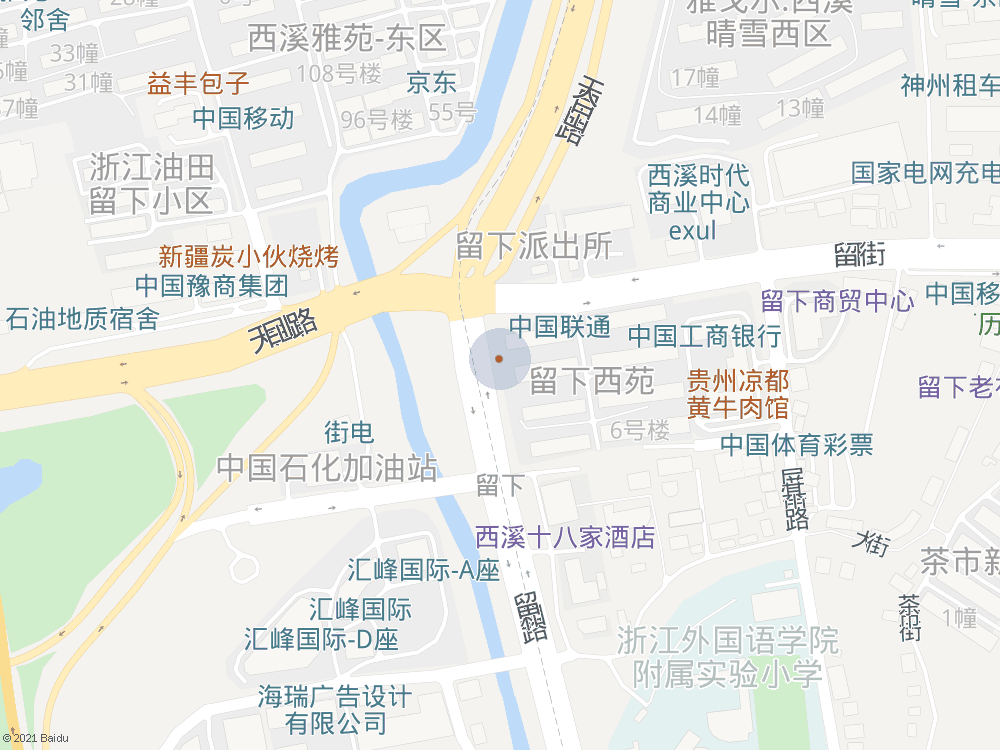 邻舍
西溪雅苑-东区
雅戈尔·西溪
晴雪西区
晴雪·东
33幢
31幢
37幢
108号楼
益丰包子
京东
55号
96号楼
中国移动
17幢
14幢
13幢
神州租车
天目山路
浙江油田
留下小区
西溪时代
商业中心
exul
国家电网充电
新疆炭小伙烧烤
留下派出所
中国豫商集团
石油地质宿舍
天目山路
中国联通
中国工商银行
留下商贸中心
中国移
历
留下西苑
贵州凉都
黄牛肉馆
留下老
6号楼
街电
中国体育彩票
中国石化加油站
留下
西溪十八家酒店
大街
茶市新
汇峰国际-A座
汇峰国际
汇峰国际-D座
茶市街
1幢
浙江外国语学院
附属实验小学
海瑞广告设计
有限公司
© 2021 Baidu